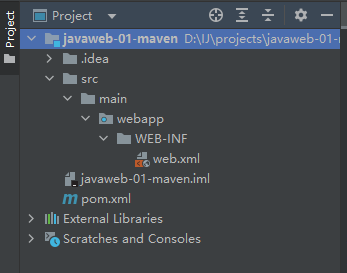 Project
Project
javaweb-01-maven D:\IJ\projects\javaweb-01-
.idea
src
main
webapp
WEB-INF
web.xml
javaweb-01-maven.iml
pom.xml
External Libraries
Scratches and Consoles